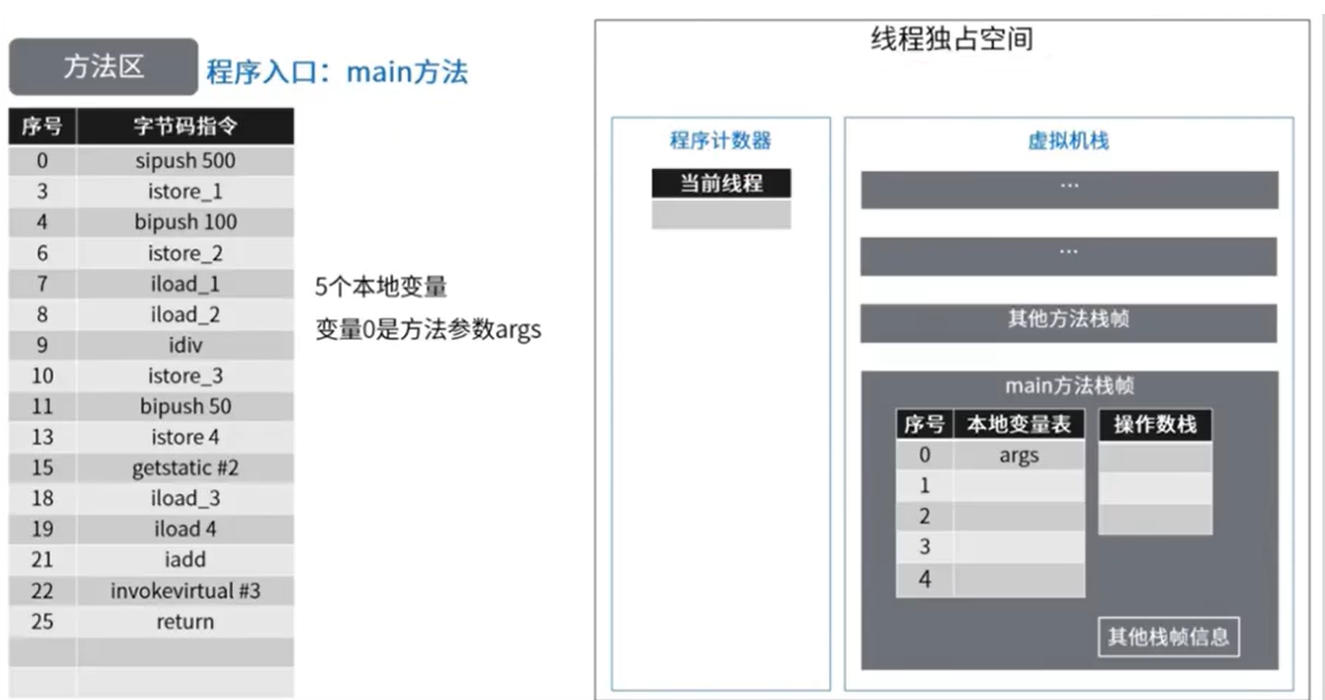 方法区
程序入口：main方法
序号 字节码指令
0 sipush 500
3 istore_1
4 bipush 100
6 istore_2
7 iload_1
8 iload_2
9 idiv
10 istore_3
11 bipush 50
13 istore 4
15 getstatic #2
18 iload_3
19 iload 4
21 iadd
22 invokevirtual #3
25 return
5个本地变量
变量0是方法参数args
线程独占空间
程序计数器
当前线程
虚拟机栈
...
...
其他方法栈帧
main方法栈帧
序号 本地变量表
0 args
1
2
3
4
操作数栈
其他栈帧信息